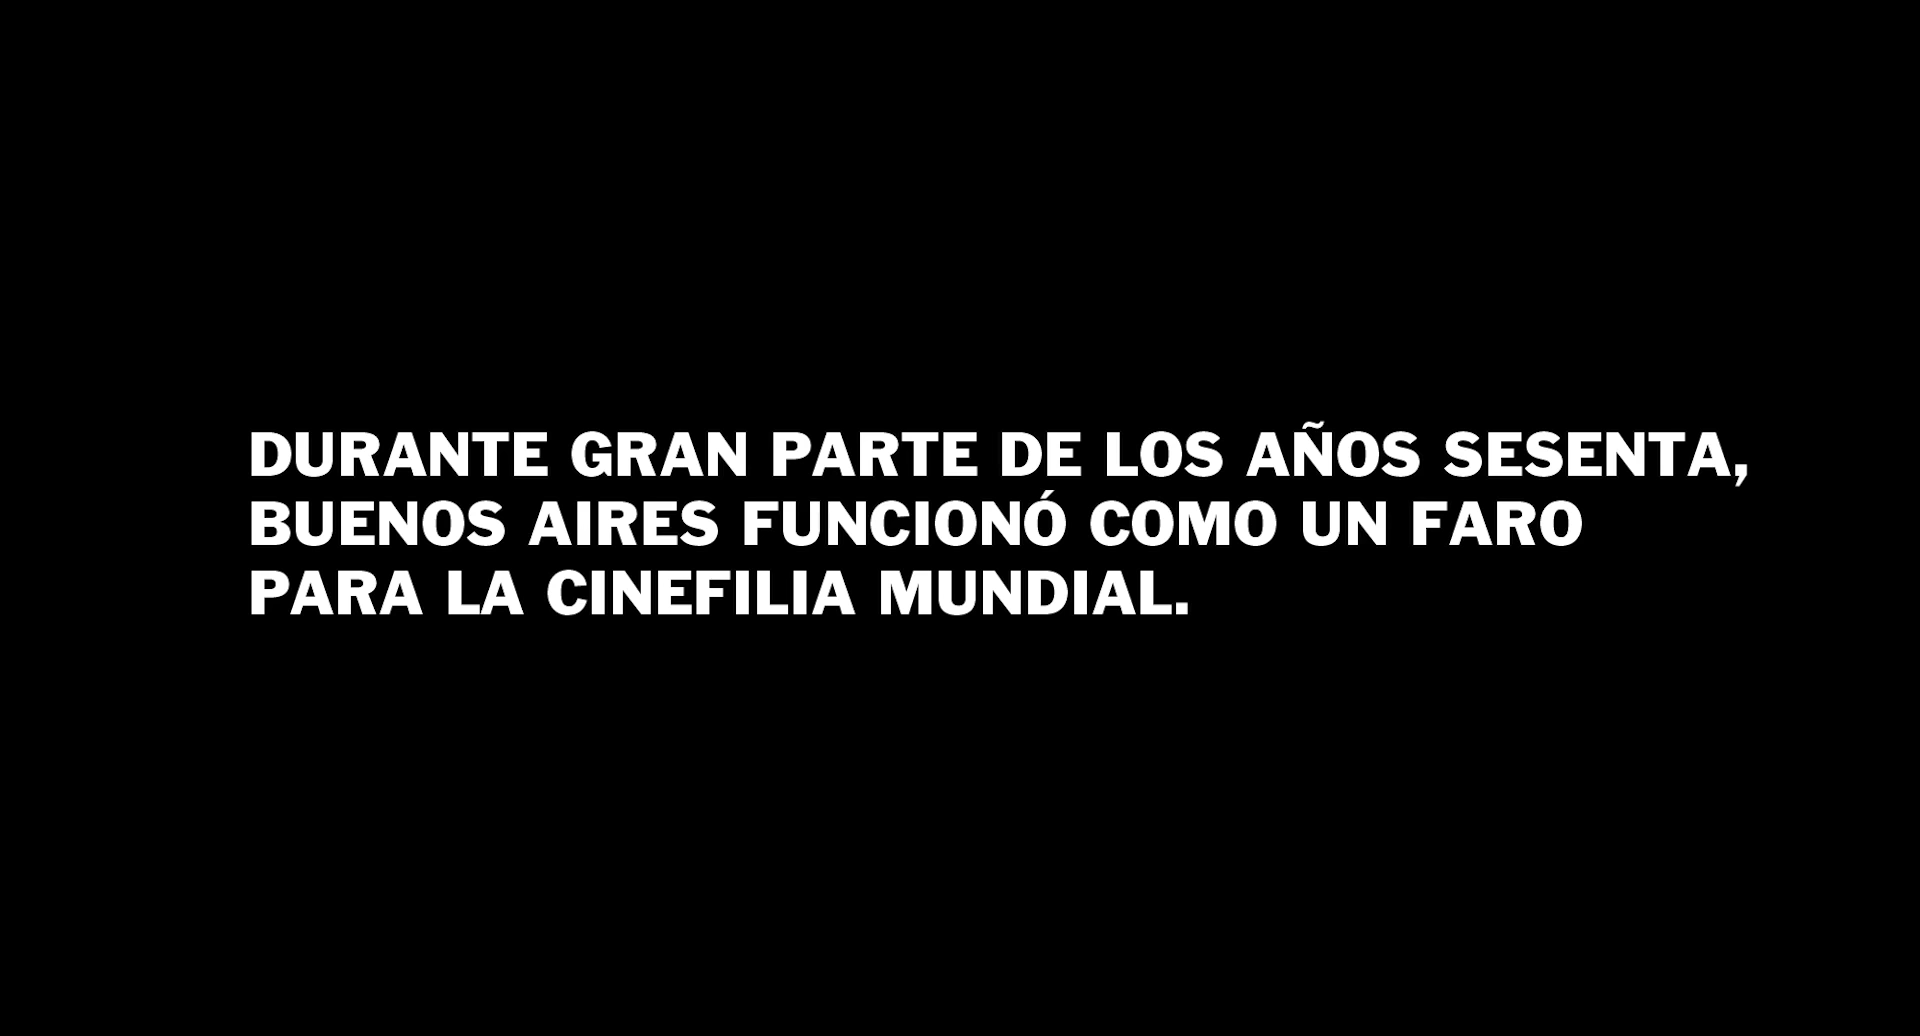 DURANTE GRAN PARTE DE LOS AÑOS SESENTA,
BUENOS AIRES FUNCIONÓ COMO UN FARO
PARA LA CINEFILIA MUNDIAL.